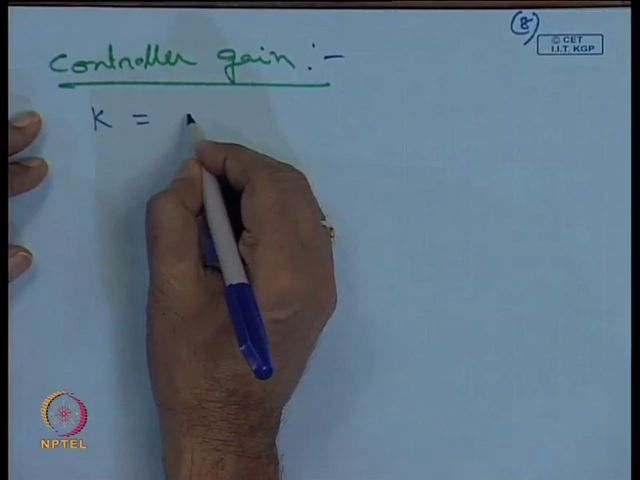 (8)
© CET
I.I.T. KGP
Controller gain :-
K =
NPTEL